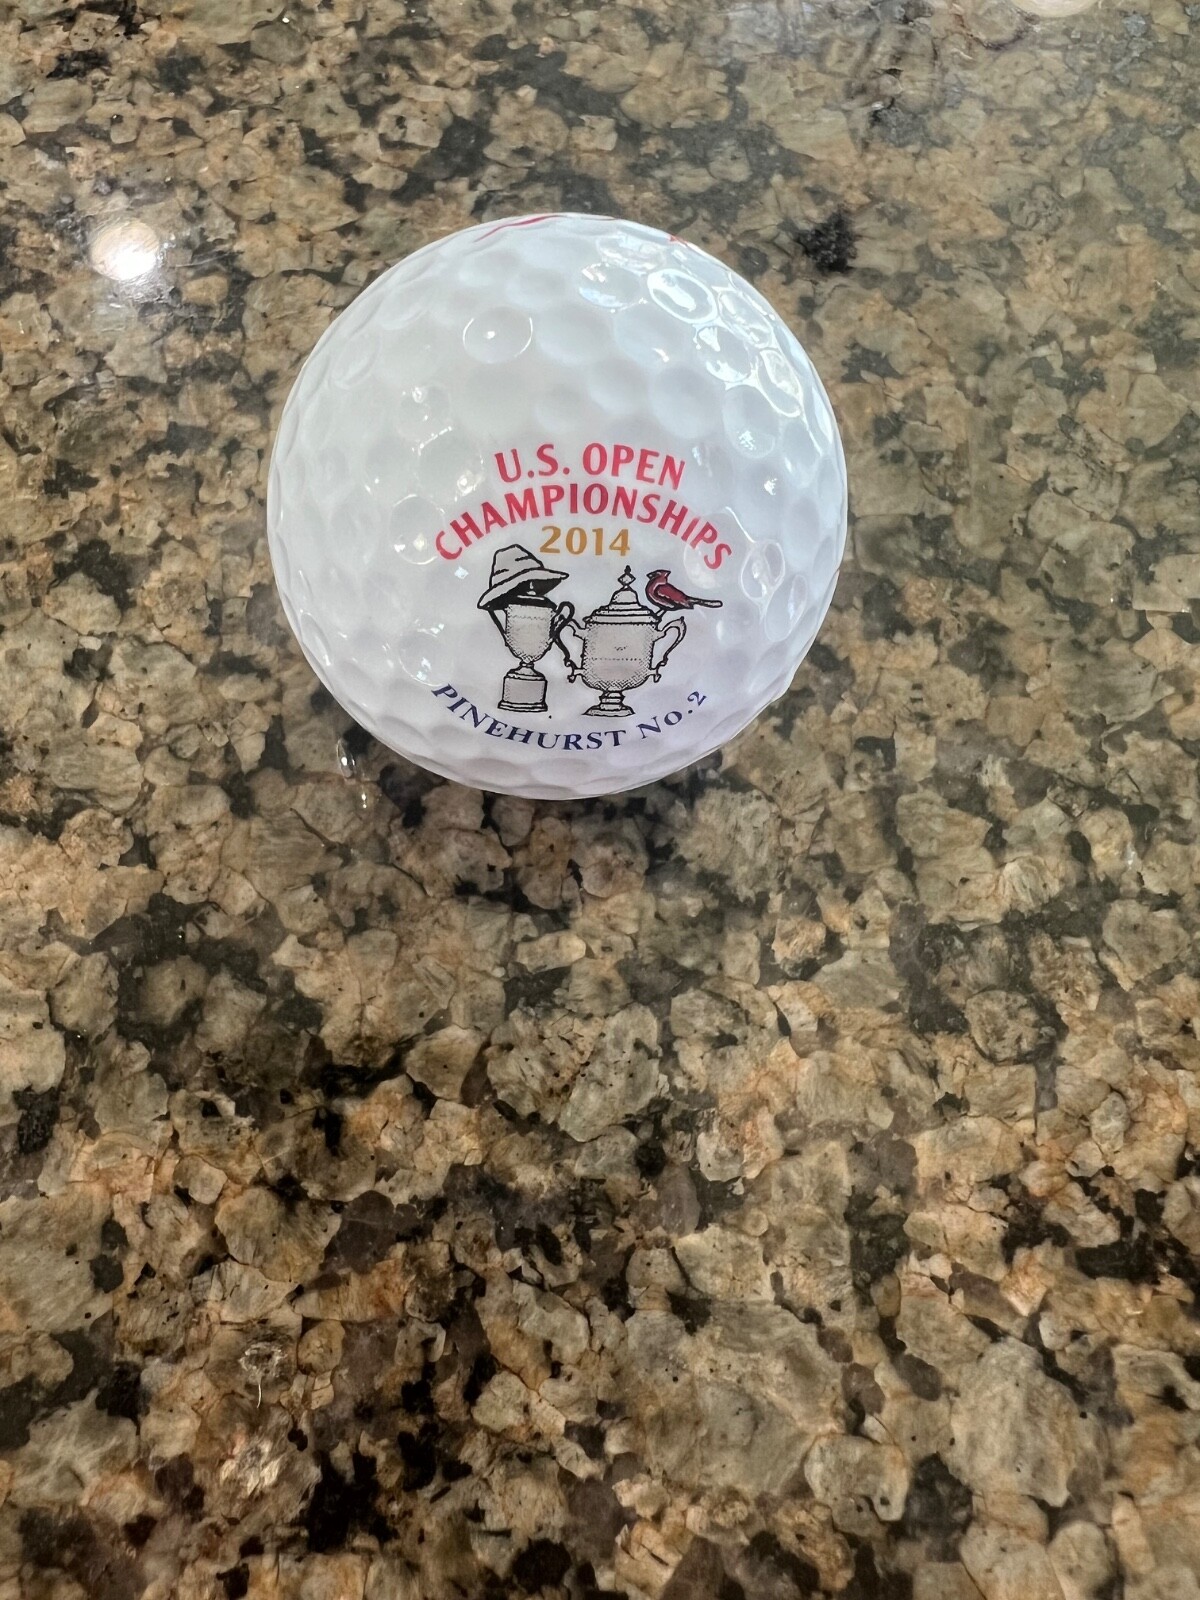 U.S. OPEN
CHAMPIONSHIPS
2014
PINEHURST No.2